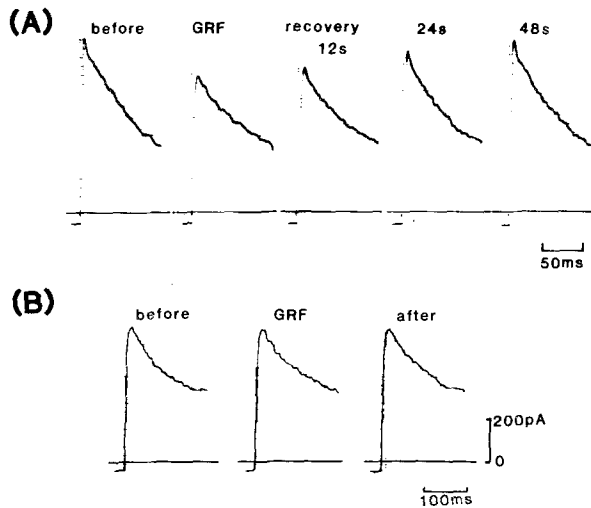 (A)
before GRF recovery 24s 48s
12s
50ms
(B)
before GRF after
200pA
0
100ms